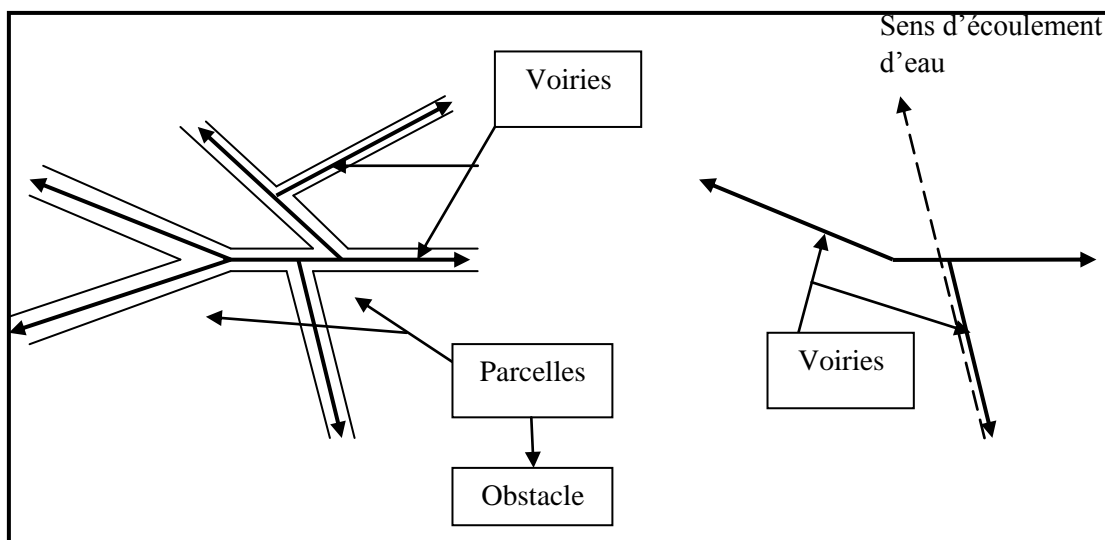 Sens d’écoulement
d’eau
Voiries
Voiries
Parcelles
Obstacle